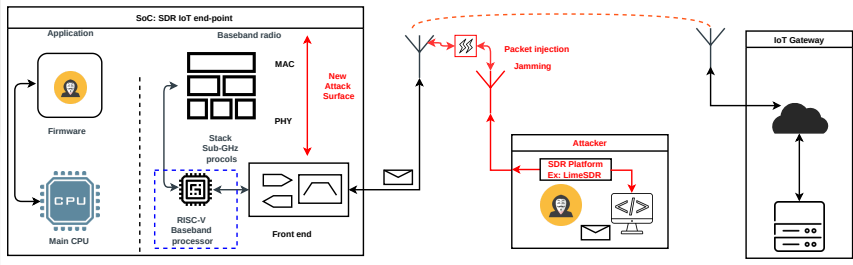 SoC: SDR IoT end-point
Application
Firmware
CPU
Main CPU
Baseband radio
MAC
PHY
New
Attack
Surface
Stack
Sub-GHz
procols
RISC-V
Baseband
processor
Front end
Packet injection
Jamming
Attacker
SDR Platform
Ex: LimeSDR
</>
IoT Gateway